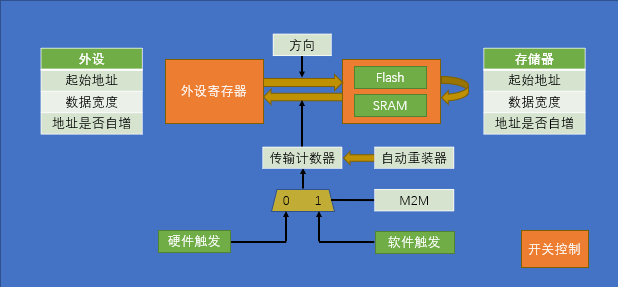 方向
外设
起始地址
数据宽度
地址是否自增
外设寄存器
Flash
SRAM
存储器
起始地址
数据宽度
地址是否自增
传输计数器
自动重装器
0 1
M2M
硬件触发
软件触发
开关控制